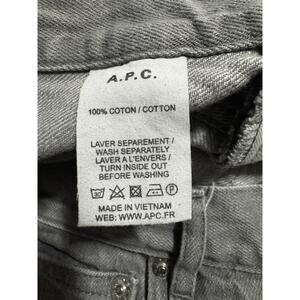 A.P.C.
100% COTON / COTTON
LAVER SEPAREMENT /
WASH SEPARATELY
LAVER A L'ENVERS /
TURN INSIDE OUT
BEFORE WASHING
MADE IN VIETNAM
WEB: WWW.APC.FR